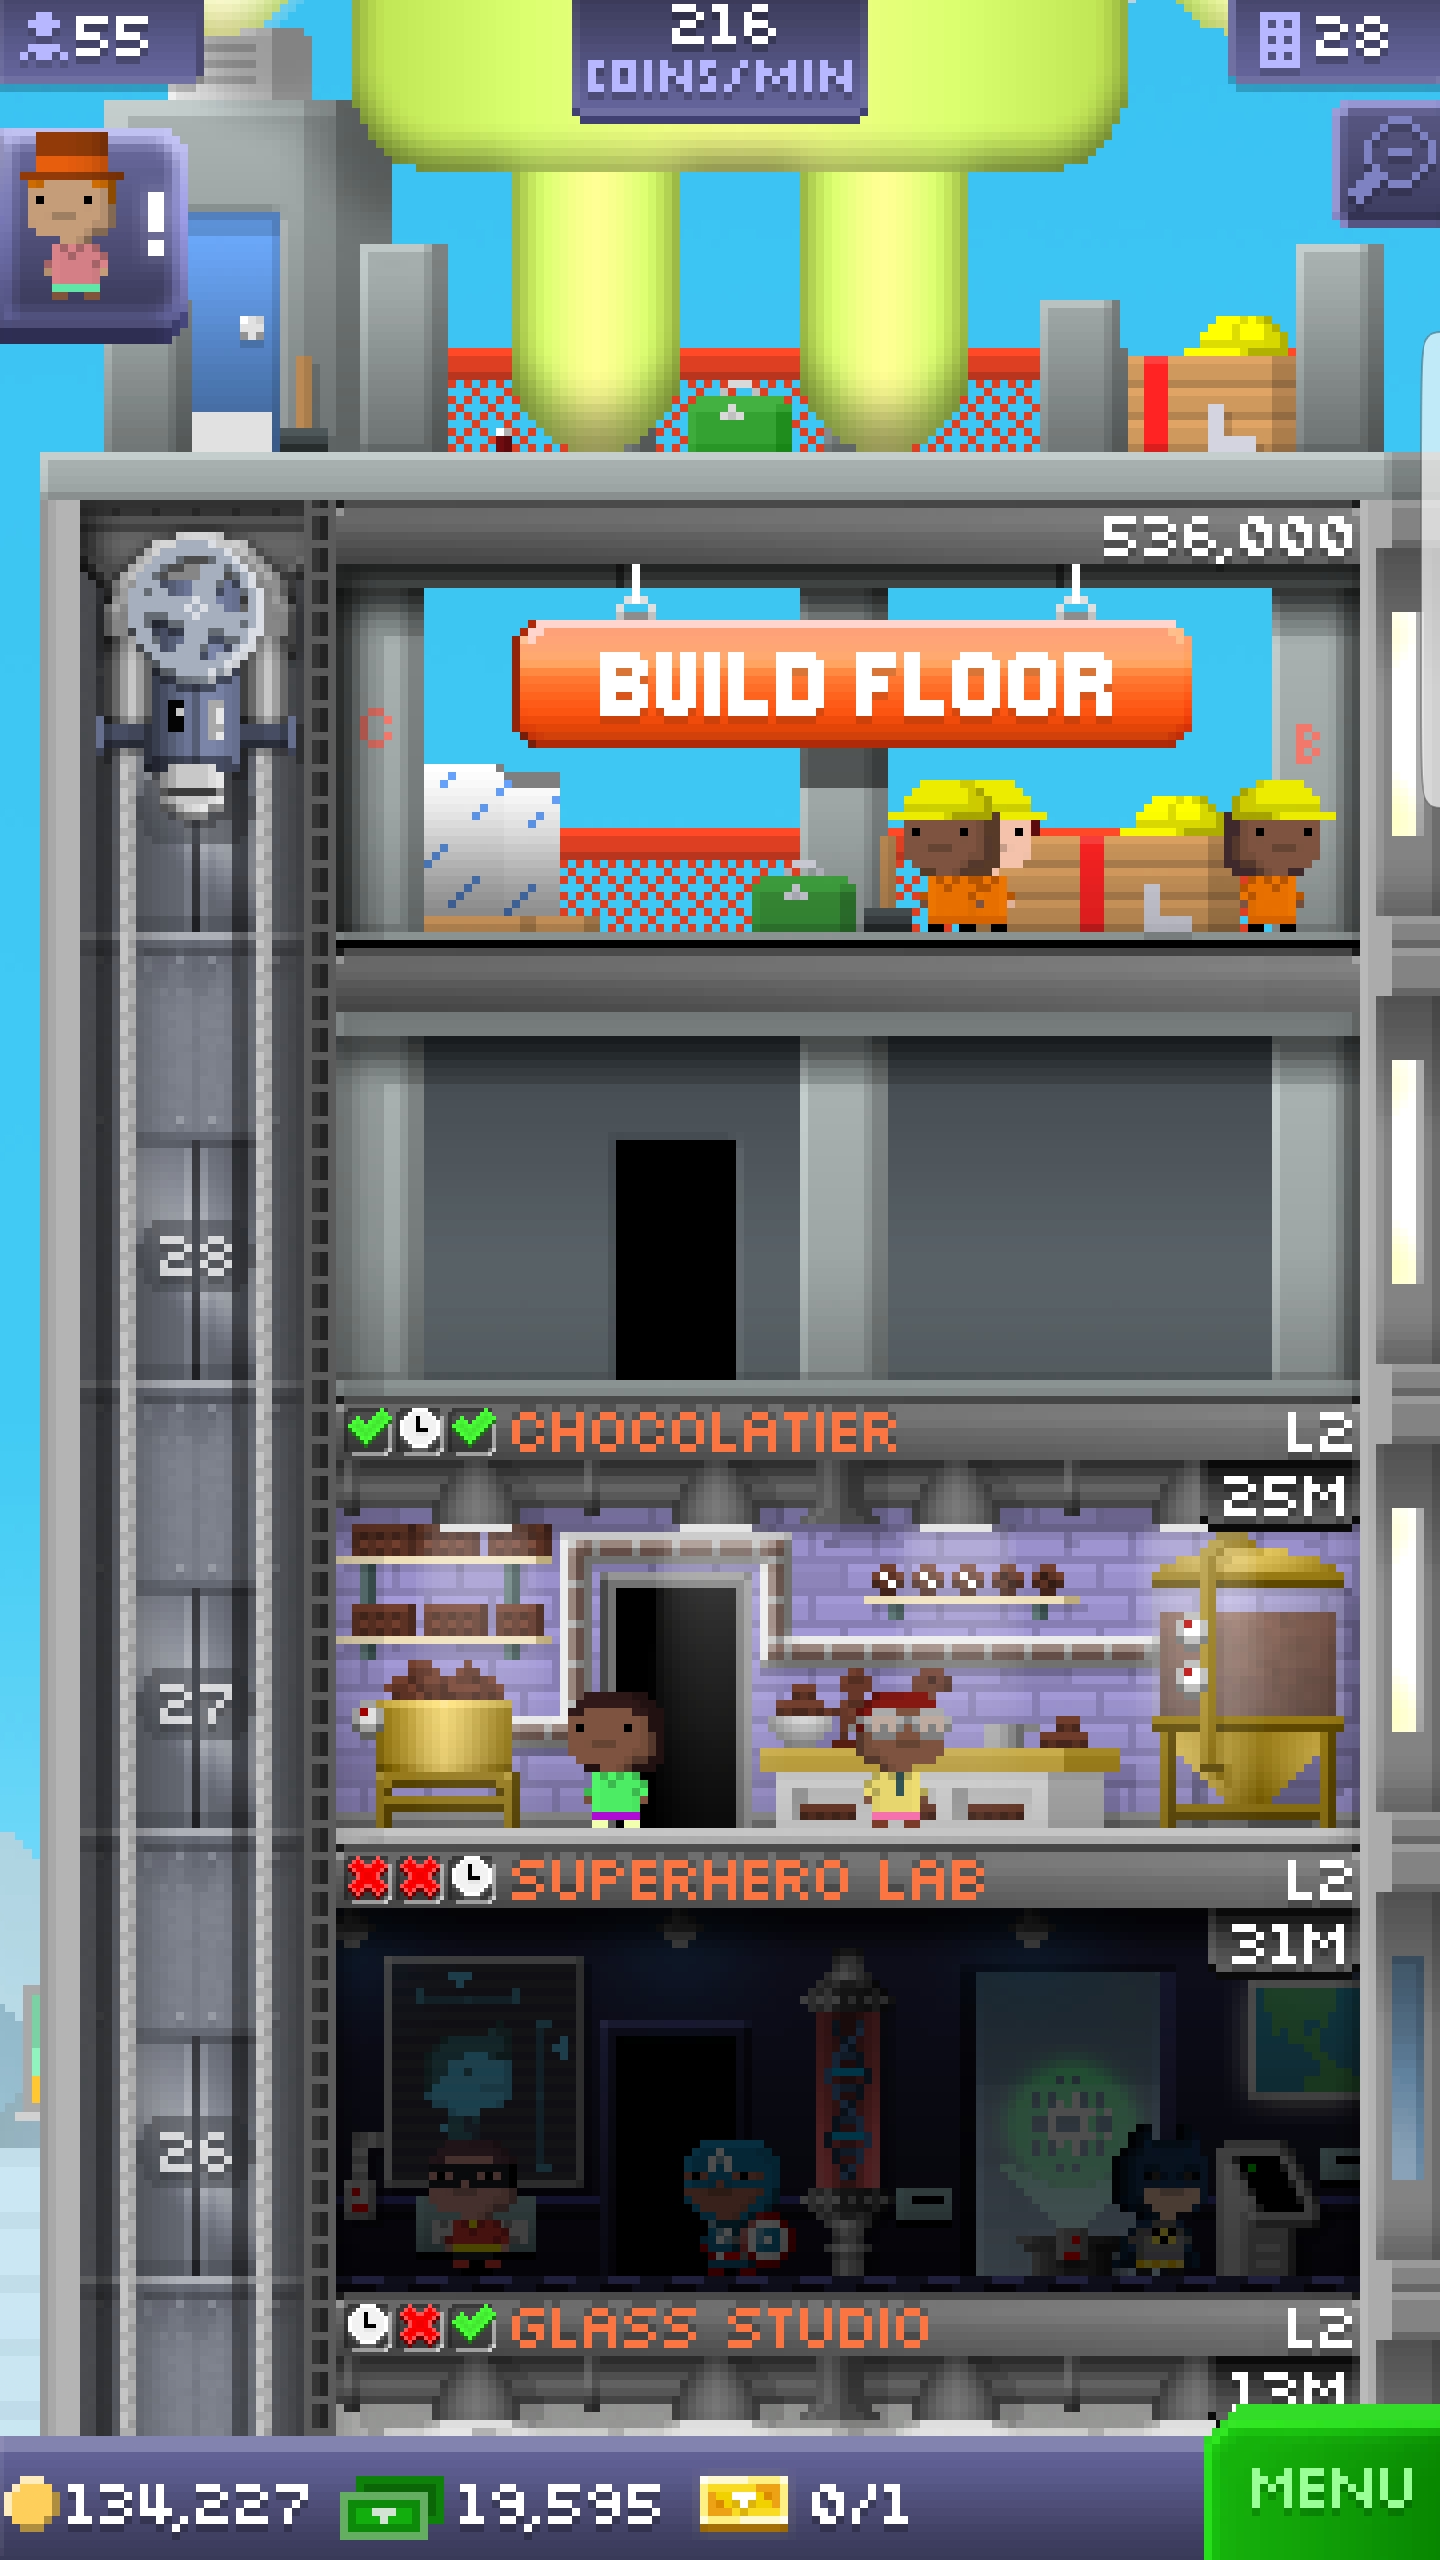 55
216
COINS/MIN
28
!
536,000
BUILD FLOOR
C
B
28
CHOCOLATIER L2
25M
27
SUPERHERO LAB L2
31M
26
GLASS STUDIO L2
13M
134,227 19,595 0/1
MENU